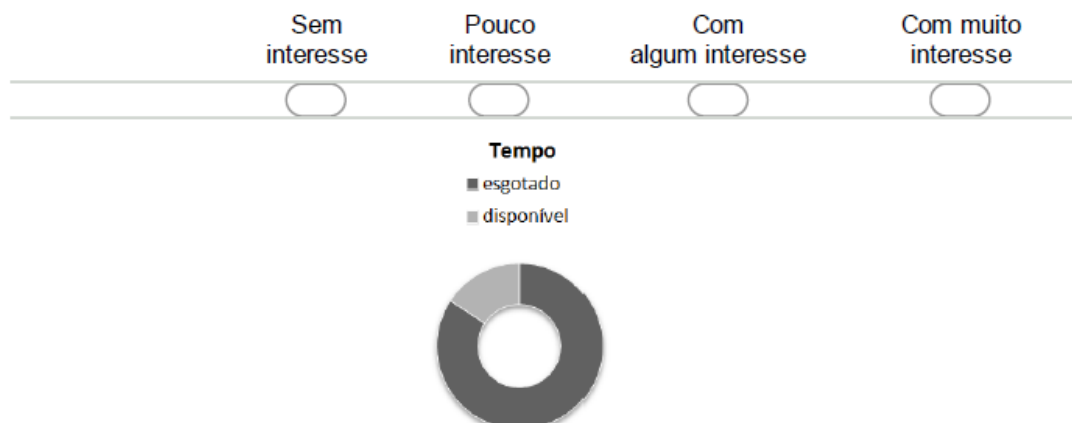 Sem
interesse
Pouco
interesse
Com
algum interesse
Com muito
interesse
Tempo
esgotado
disponível